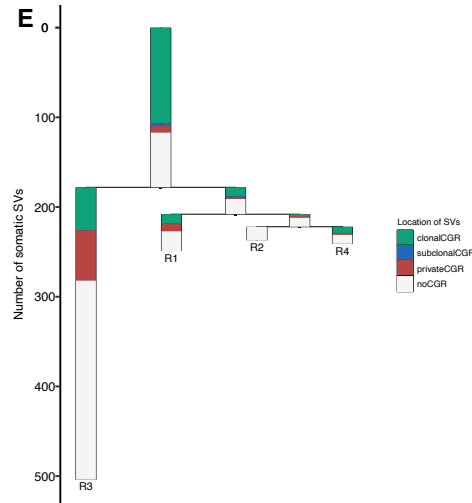 E
0
100
200
300
400
500
Number of somatic SVs
R1
R2
R4
R3
Location of SVs
clonalCGR
subclonalCGR
privateCGR
noCGR